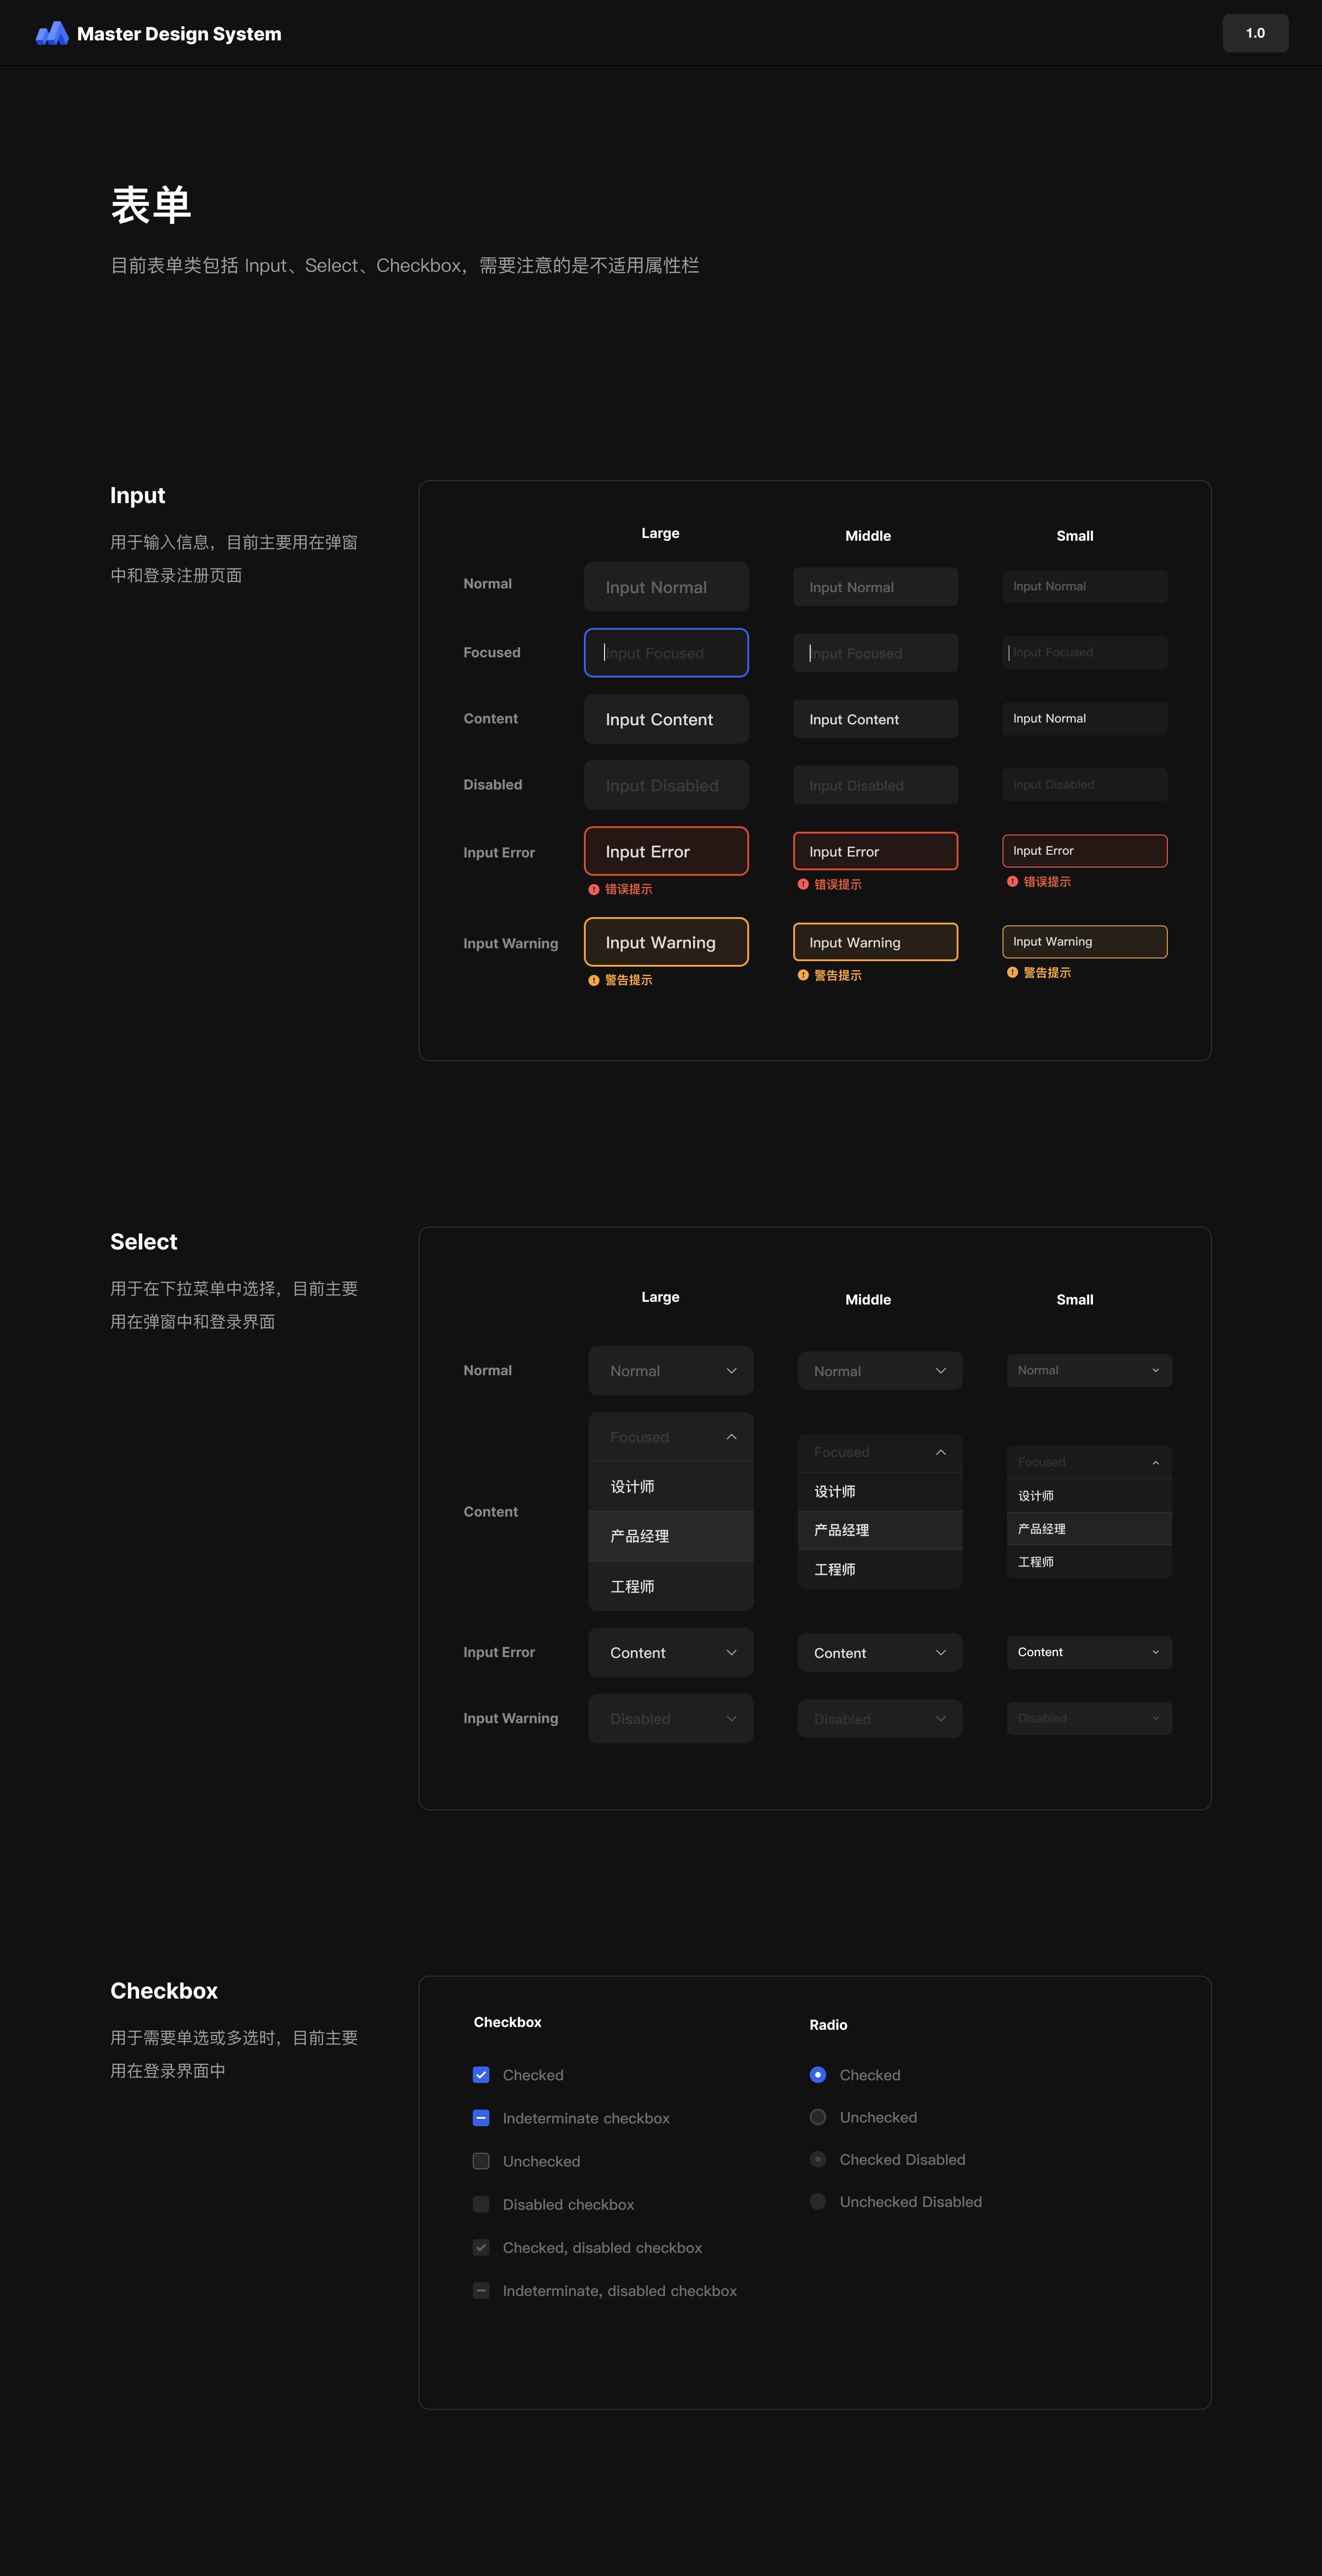 Master Design System
1.0
表单
目前表单类包括 Input、Select、Checkbox，需要注意的是不适用属性栏
Input
用于输入信息，目前主要用在弹窗
中和登录注册页面
Large
Middle
Small
Normal
Input Normal
Input Normal
Input Normal
Focused
Input Focused
Input Focused
Input Focused
Content
Input Content
Input Content
Input Normal
Disabled
Input Disabled
Input Disabled
Input Disabled
Input Error
Input Error
Input Error
Input Error
错误提示
错误提示
错误提示
Input Warning
Input Warning
Input Warning
Input Warning
警告提示
警告提示
警告提示
Select
用于在下拉菜单中选择，目前主要
用在弹窗中和登录界面
Large
Middle
Small
Normal
Normal
Normal
Normal
Content
Focused
设计师
产品经理
工程师
Focused
设计师
产品经理
工程师
Focused
设计师
产品经理
工程师
Input Error
Content
Content
Content
Input Warning
Disabled
Disabled
Disabled
Checkbox
用于需要单选或多选时，目前主要
用在登录界面中
Checkbox
Checked
Indeterminate checkbox
Unchecked
Disabled checkbox
Checked, disabled checkbox
Indeterminate, disabled checkbox
Radio
Checked
Unchecked
Checked Disabled
Unchecked Disabled